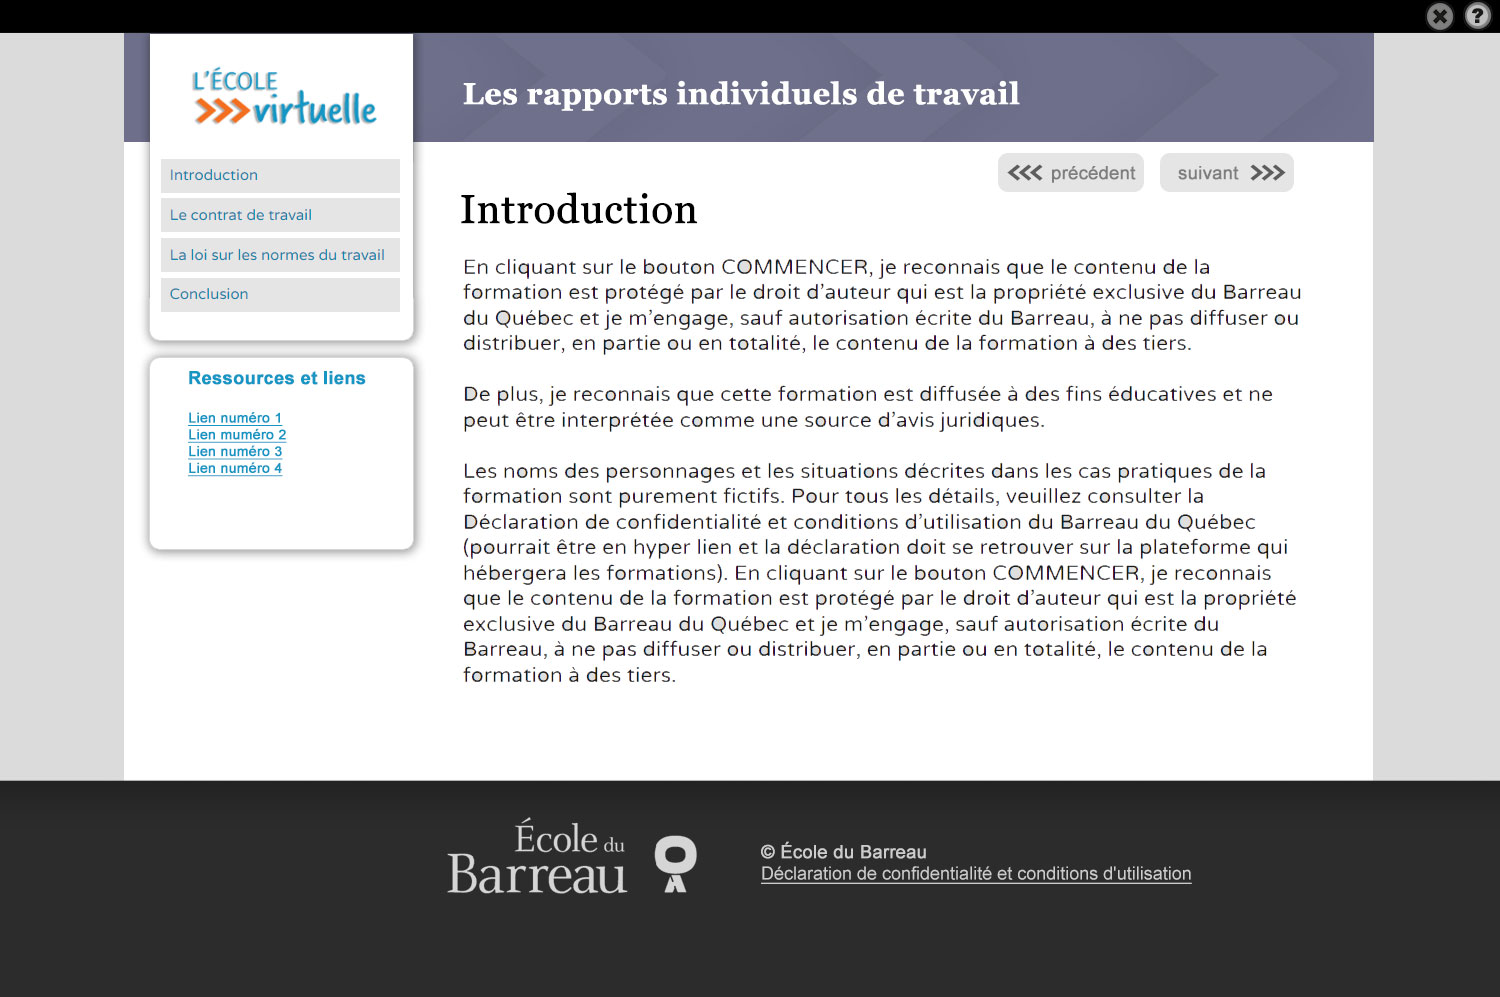 ?
L'ÉCOLE
virtuelle
Les rapports individuels de travail
Introduction
Le contrat de travail
La loi sur les normes du travail
Conclusion
Ressources et liens
Lien numéro 1
Lien muméro 2
Lien numéro 3
Lien numéro 4
précédent
suivant
Introduction
En cliquant sur le bouton COMMENCER, je reconnais que le contenu de la
formation est protégé par le droit d'auteur qui est la propriété exclusive du Barreau
du Québec et je m'engage, sauf autorisation écrite du Barreau, à ne pas diffuser ou
distribuer, en partie ou en totalité, le contenu de la formation à des tiers.
De plus, je reconnais que cette formation est diffusée à des fins éducatives et ne
peut être interprétée comme une source d'avis juridiques.
Les noms des personnages et les situations décrites dans les cas pratiques de la
formation sont purement fictifs. Pour tous les détails, veuillez consulter la
Déclaration de confidentialité et conditions d'utilisation du Barreau du Québec
(pourrait être en hyper lien et la déclaration doit se retrouver sur la plateforme qui
hébergera les formations). En cliquant sur le bouton COMMENCER, je reconnais
que le contenu de la formation est protégé par le droit d'auteur qui est la propriété
exclusive du Barreau du Québec et je m'engage, sauf autorisation écrite du
Barreau, à ne pas diffuser ou distribuer, en partie ou en totalité, le contenu de la
formation à des tiers.
École du
Barreau
© École du Barreau
Déclaration de confidentialité et conditions d'utilisation